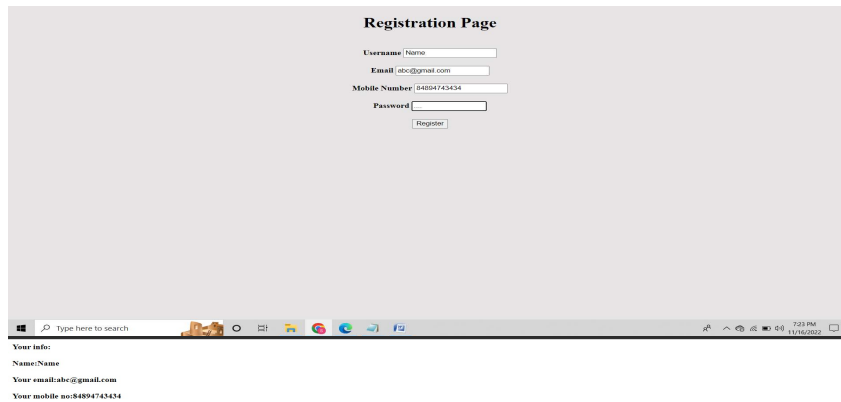 Registration Page
Username Name
Email abc@gmail.com
Mobile Number 84894743434
Password .....
Register
Type here to search
7:23 PM
11/16/2022
Your info:
Name:Name
Your email:abc@gmail.com
Your mobile no:84894743434